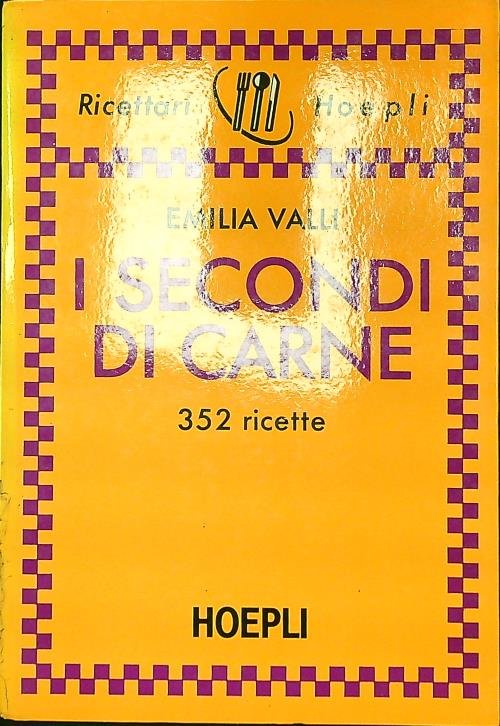 Ricettari Hoepli
EMILIA VALLI
I SECONDI
DI CARNE
352 ricette
HOEPLI